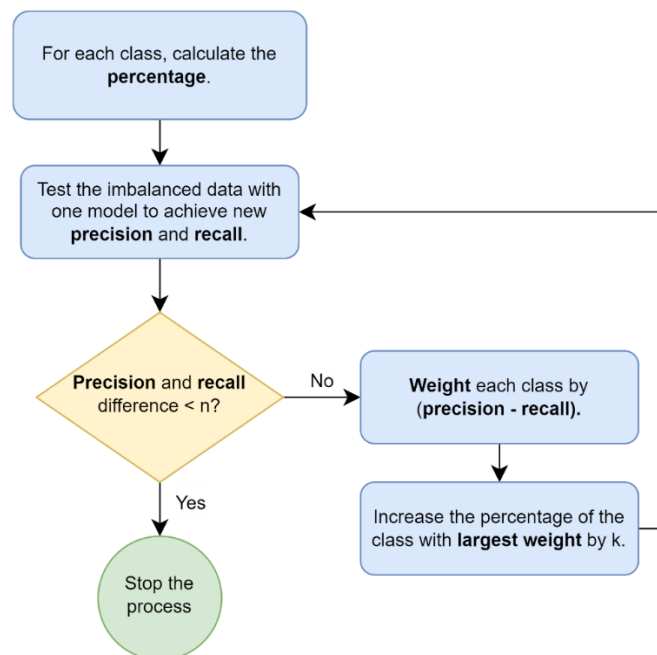 For each class, calculate the
percentage.
Test the imbalanced data with
one model to achieve new
precision and recall.
Precision and recall
difference < n?
No
Weight each class by
(precision - recall).
Increase the percentage of the
class with largest weight by k.
Yes
Stop the
process